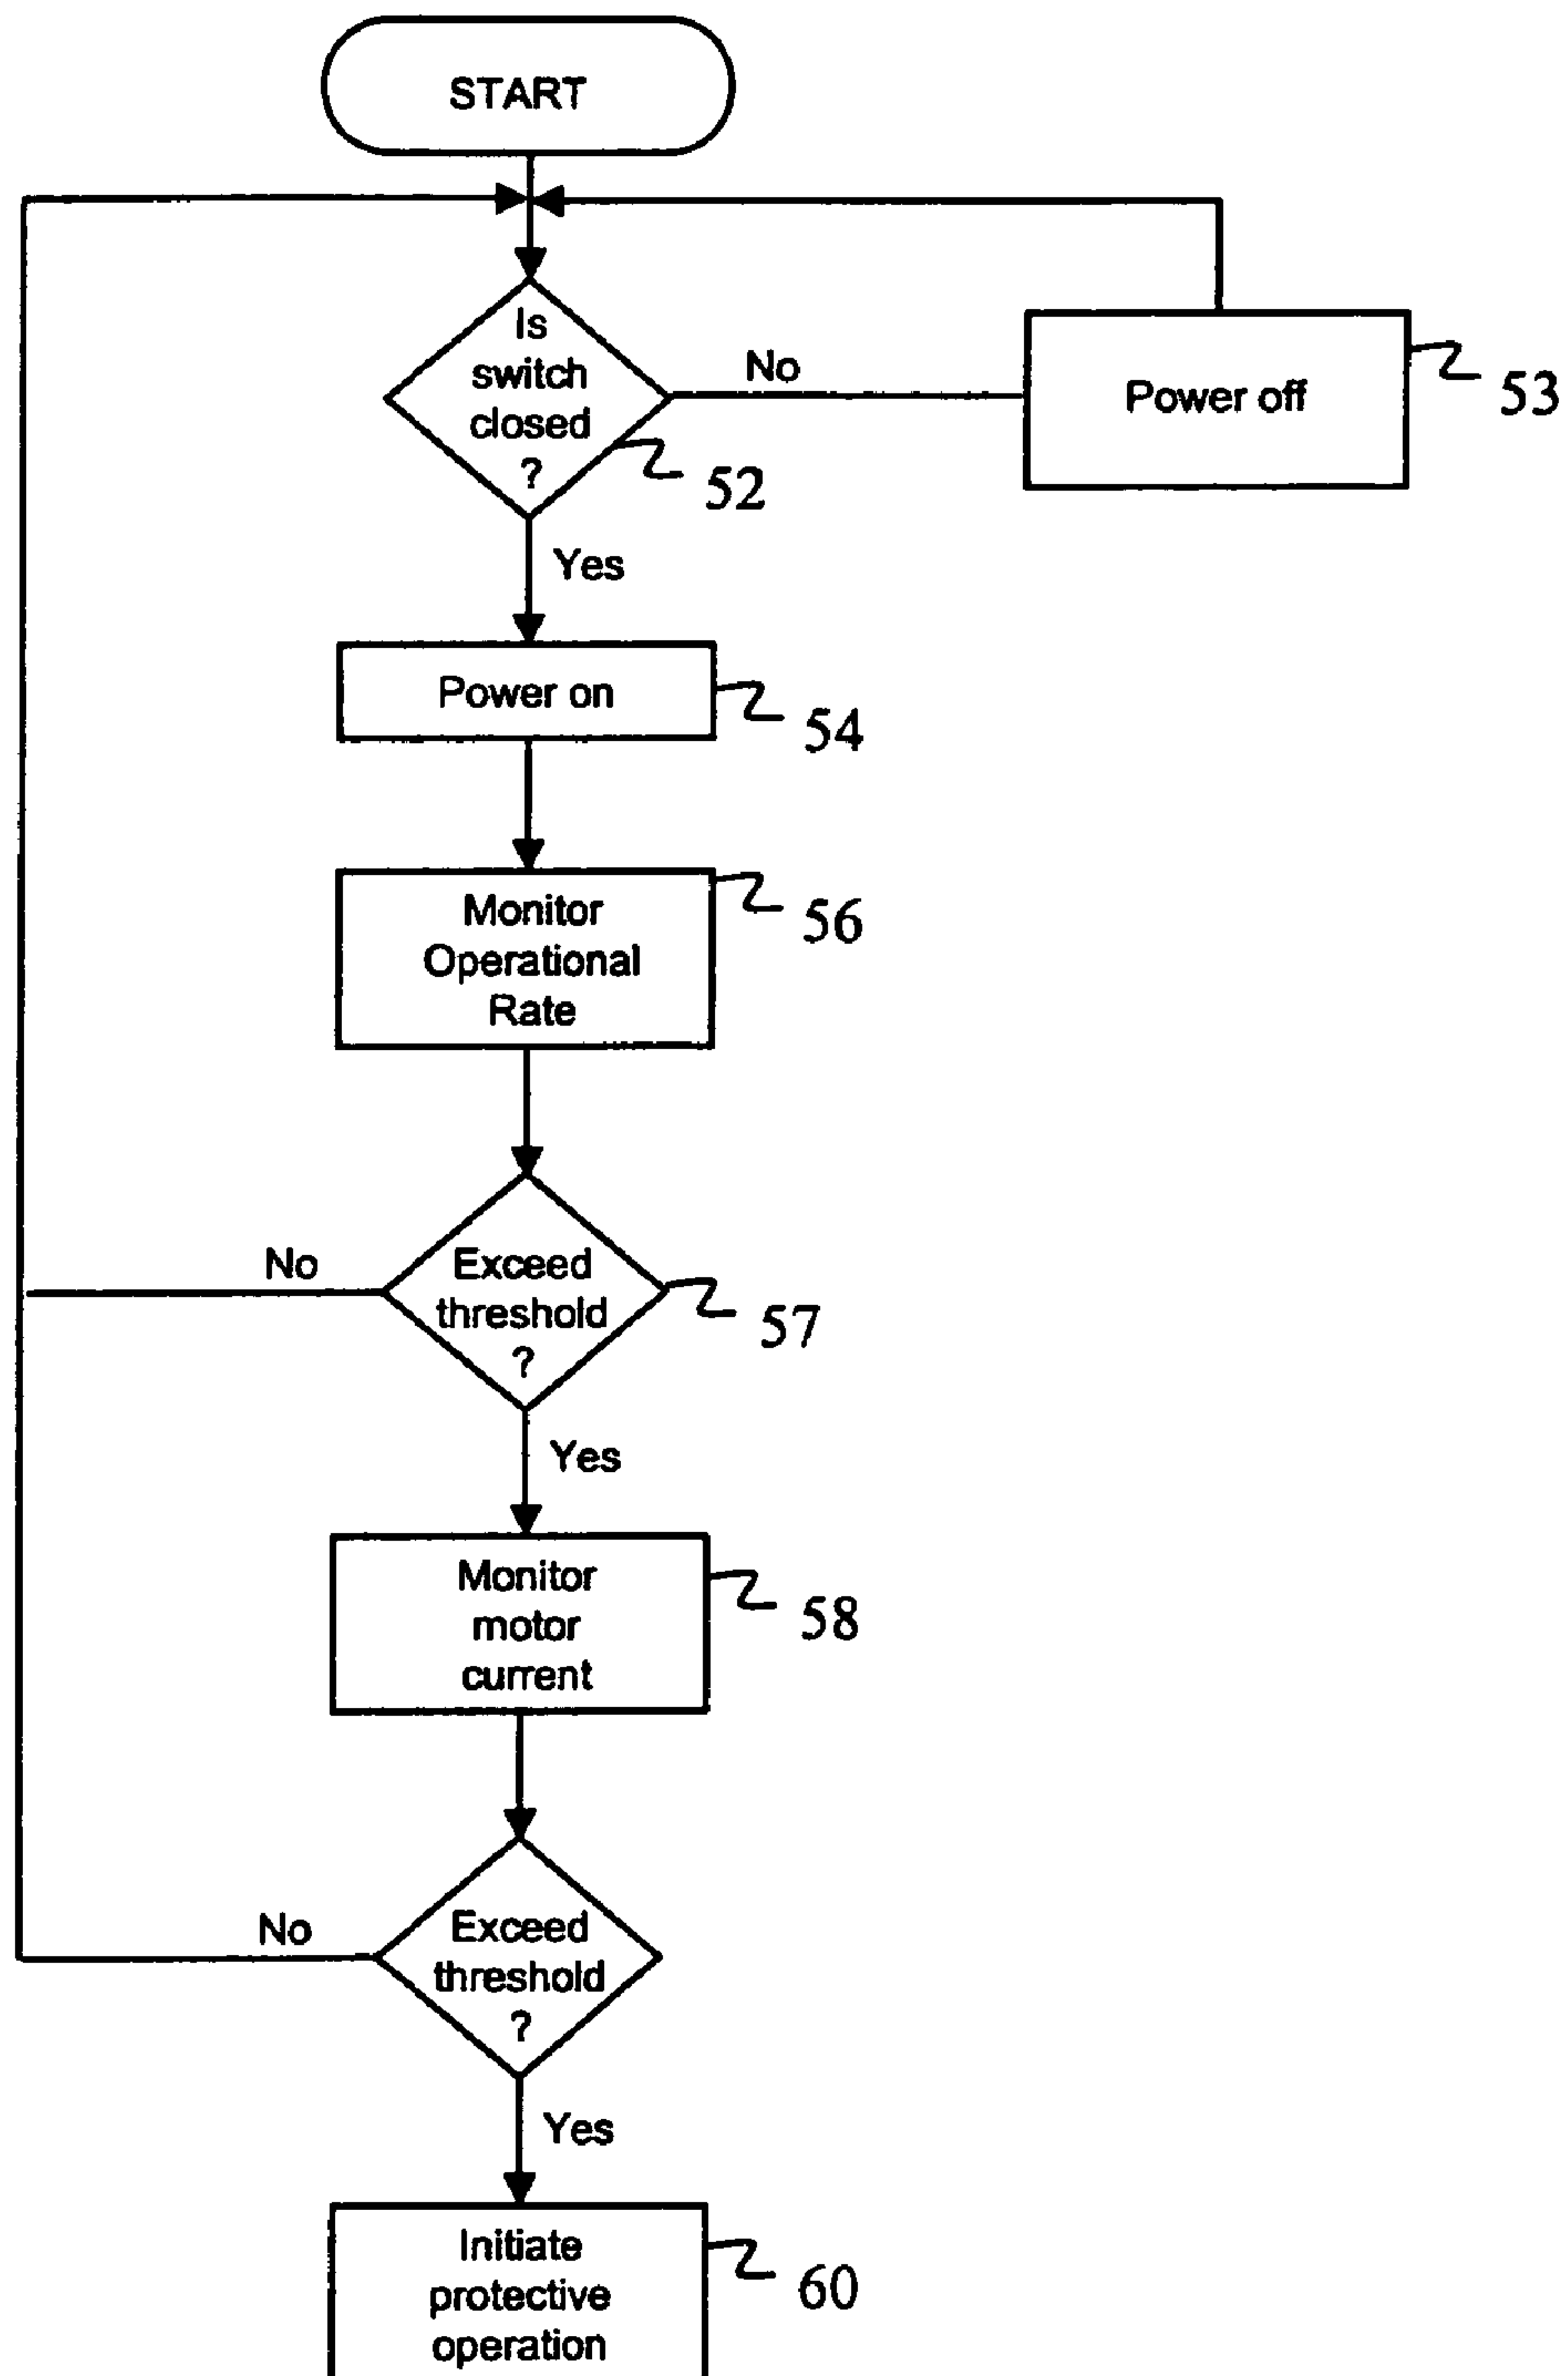 START
Is
switch
closed
?
52
No
Power off
53
Yes
Power on
54
Monitor
Operational
Rate
56
No
Exceed
threshold
?
57
Yes
Monitor
motor
current
58
No
Exceed
threshold
?
Yes
Initiate
protective
operation
60